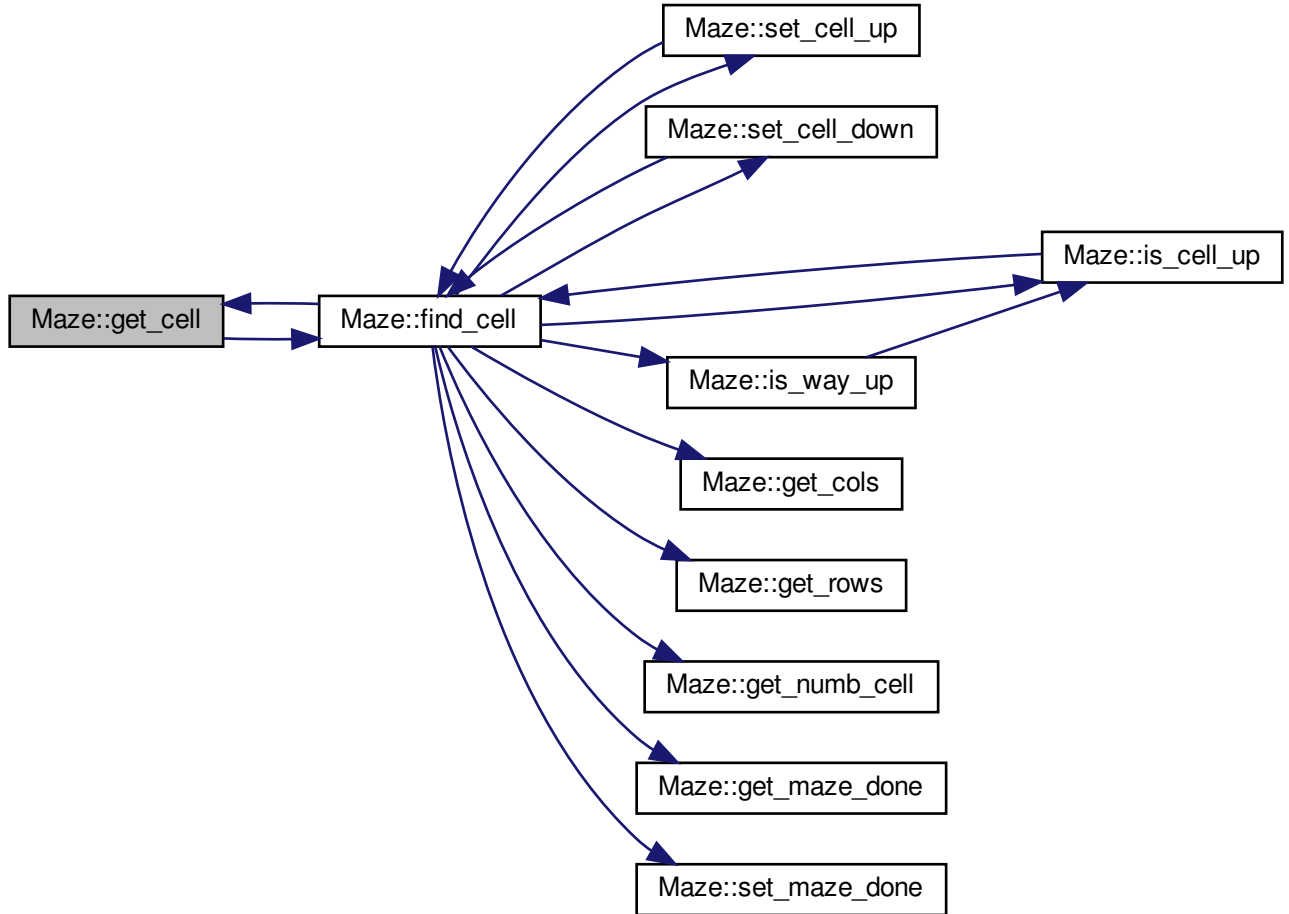 Maze::set_cell_up
Maze::set_cell_down
Maze::is_cell_up
Maze::get_cell
Maze::find_cell
Maze::is_way_up
Maze::get_cols
Maze::get_rows
Maze::get_numb_cell
Maze::get_maze_done
Maze::set_maze_done